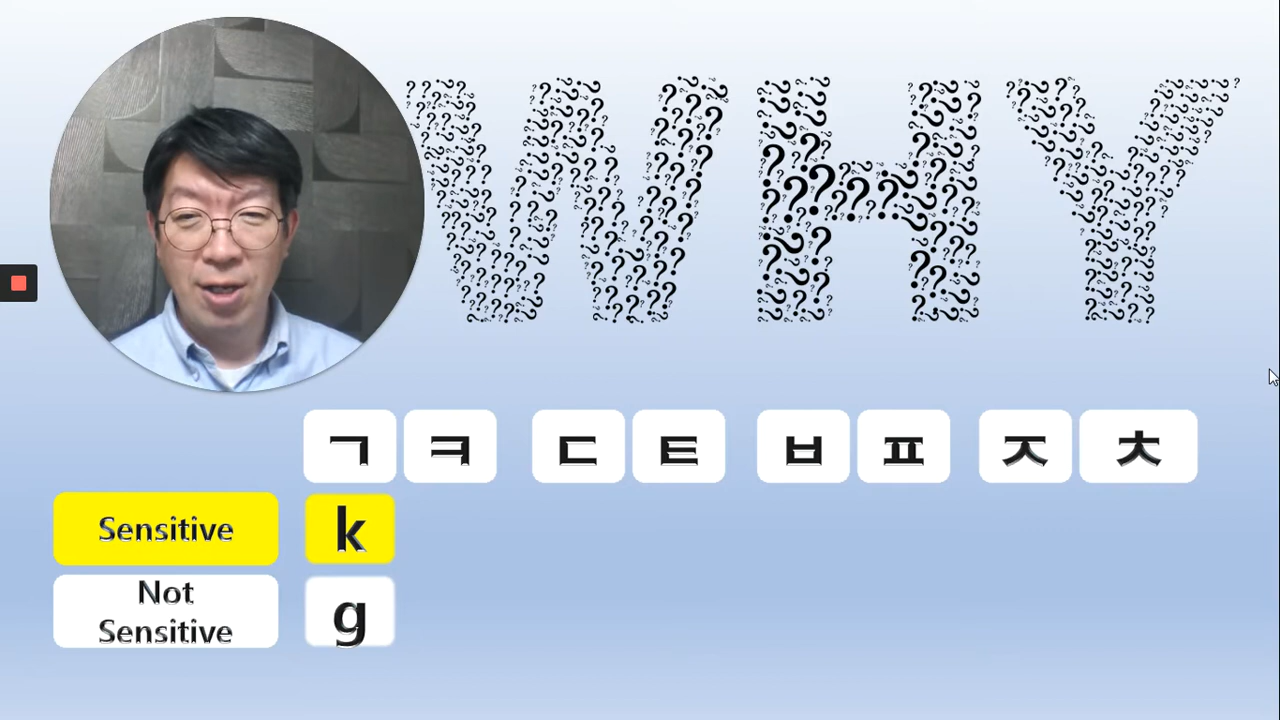 WHY
ㄱ ㅋ ㄷ ㅌ ㅂ ㅍ ㅈ ㅊ
Sensitive k
Not
Sensitive g